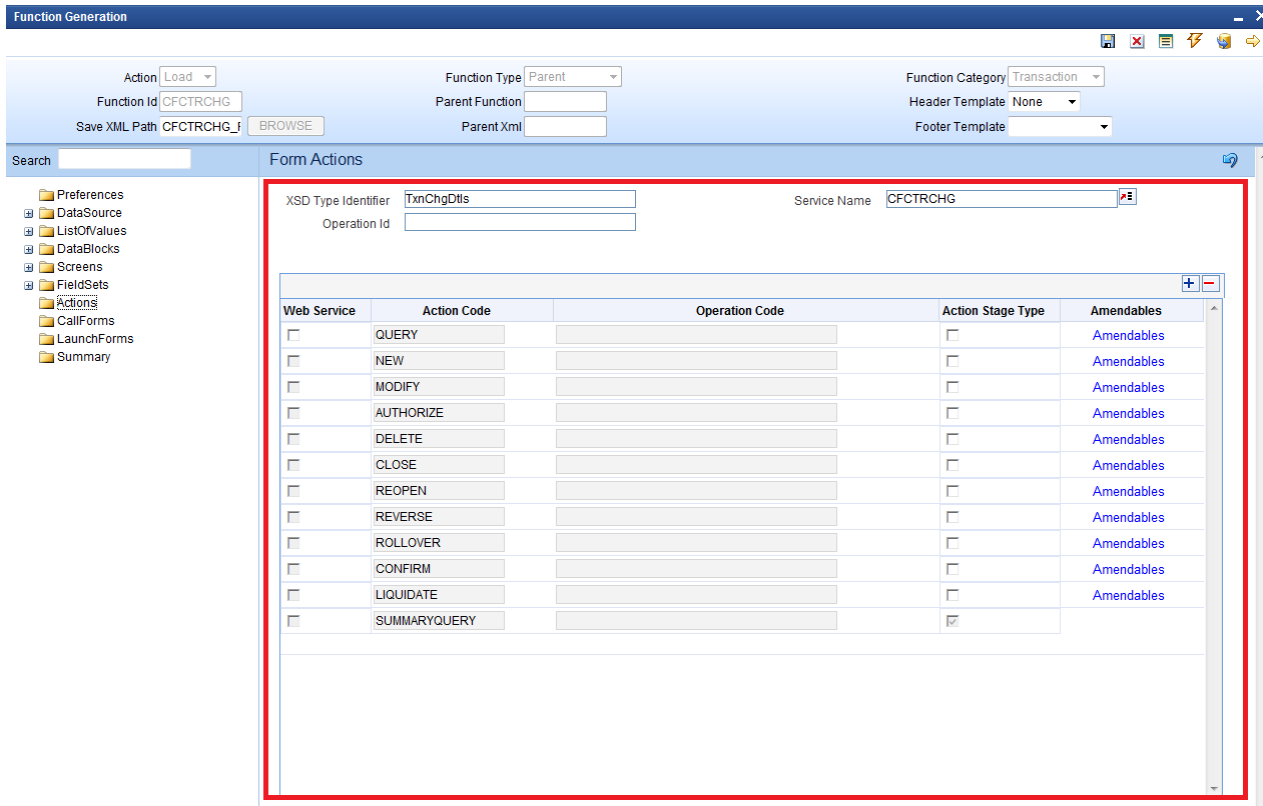 Function Generation
Action Load Function Type Parent Function Category Transaction
Function Id CFCTRCHG Parent Function Header Template None
Save XML Path CFCTRCHG_ BROWSE Parent Xml Footer Template
Search Form Actions
Preferences
DataSource
ListOfValues
DataBlocks
Screens
FieldSets
Actions
CallForms
LaunchForms
Summary
XSD Type Identifier TxnChgDtls Service Name CFCTRCHG
Operation Id
Web Service Action Code Operation Code Action Stage Type Amendables
QUERY Amendables
NEW Amendables
MODIFY Amendables
AUTHORIZE Amendables
DELETE Amendables
CLOSE Amendables
REOPEN Amendables
REVERSE Amendables
ROLLOVER Amendables
CONFIRM Amendables
LIQUIDATE Amendables
SUMMARYQUERY